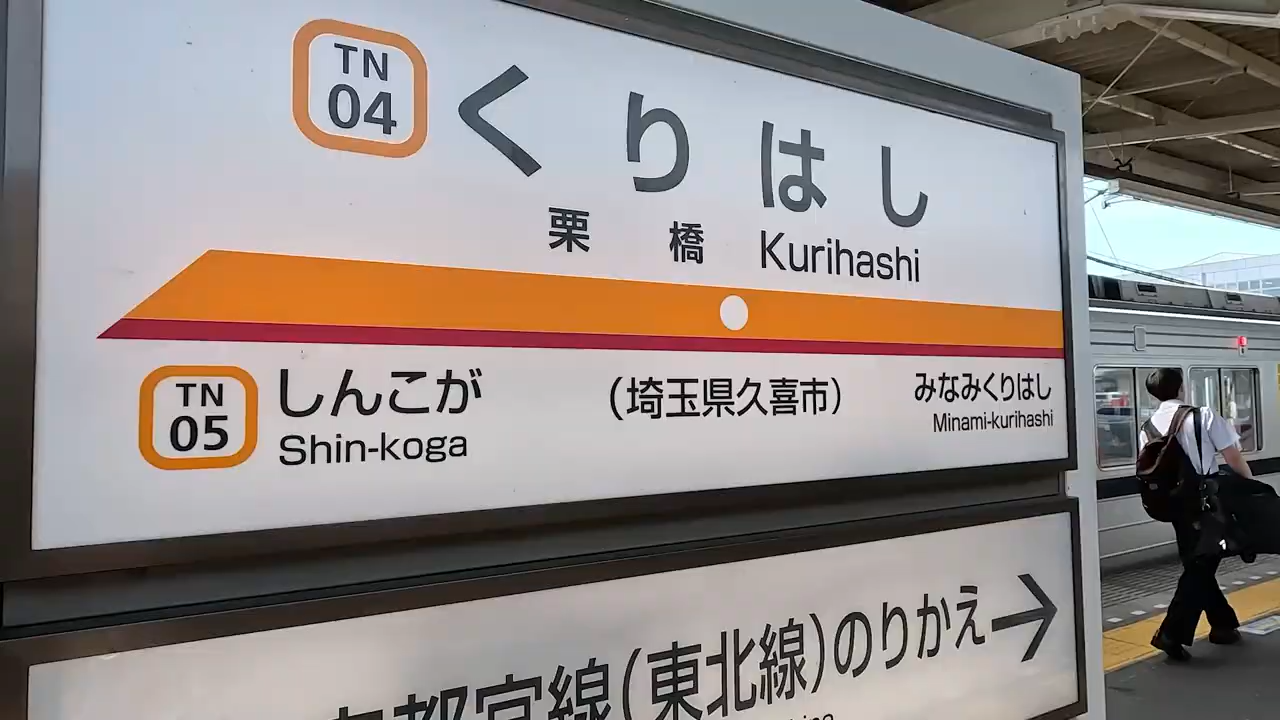 TN
04
くりはし
栗橋 Kurihashi
TN
05
しんこが
Shin-koga
（埼玉県久喜市）
みなみくりはし
Minami-kurihashi
都宮線(東北線)のりかえ→